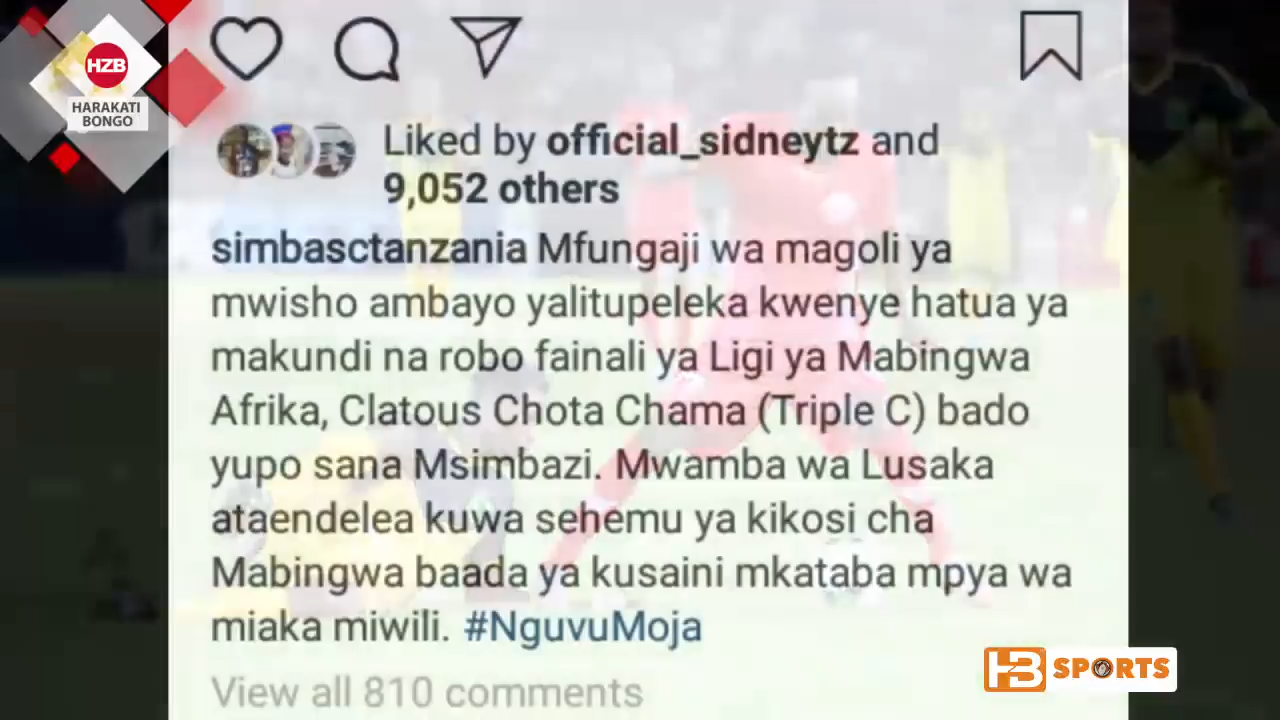 HZB
HARAKATI
BONGO
Liked by official_sidneytz and
9,052 others
simbasctanzania Mfungaji wa magoli ya
mwisho ambayo yalitupeleka kwenye hatua ya
makundi na robo fainali ya Ligi ya Mabingwa
Afrika, Clatous Chota Chama (Triple C) bado
yupo sana Msimbazi. Mwamba wa Lusaka
ataendelea kuwa sehemu ya kikosi cha
Mabingwa baada ya kusaini mkataba mpya wa
miaka miwili. #NguvuMoja
View all 810 comments
HB SPORTS